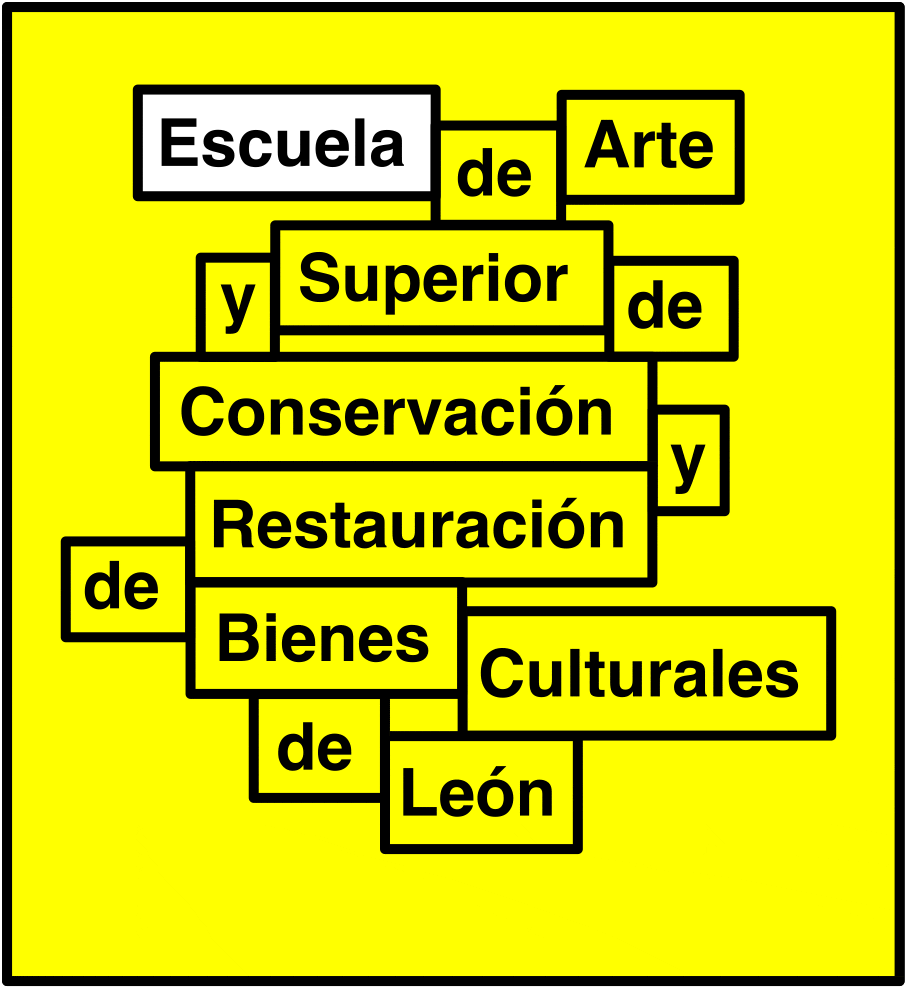 Escuela de Arte
y Superior de
Conservación y
Restauración
de Bienes Culturales
de León